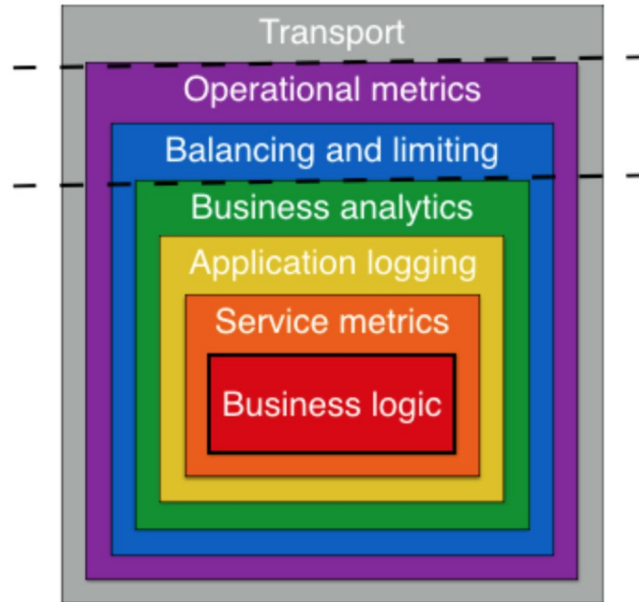 Transport
Operational metrics
Balancing and limiting
Business analytics
Application logging
Service metrics
Business logic